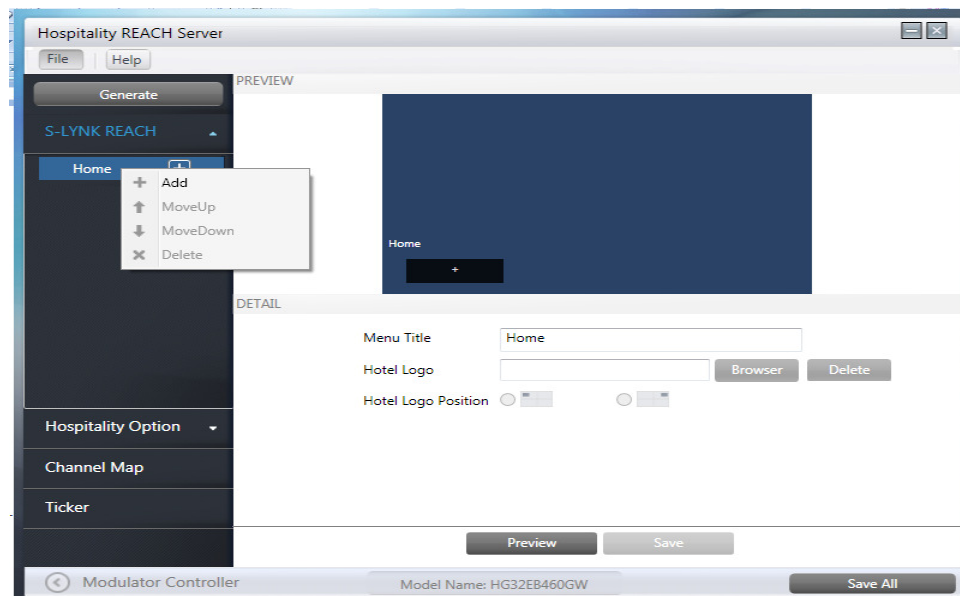 Hospitality REACH Server
File
Help
Generate
PREVIEW
S-LYNK REACH
Home
+
Add
MoveUp
MoveDown
Delete
Home
+
DETAIL
Menu Title
Home
Hotel Logo
Browser
Delete
Hotel Logo Position
Hospitality Option
Channel Map
Ticker
Preview
Save
Modulator Controller
Model Name: HG32EB460GW
Save All